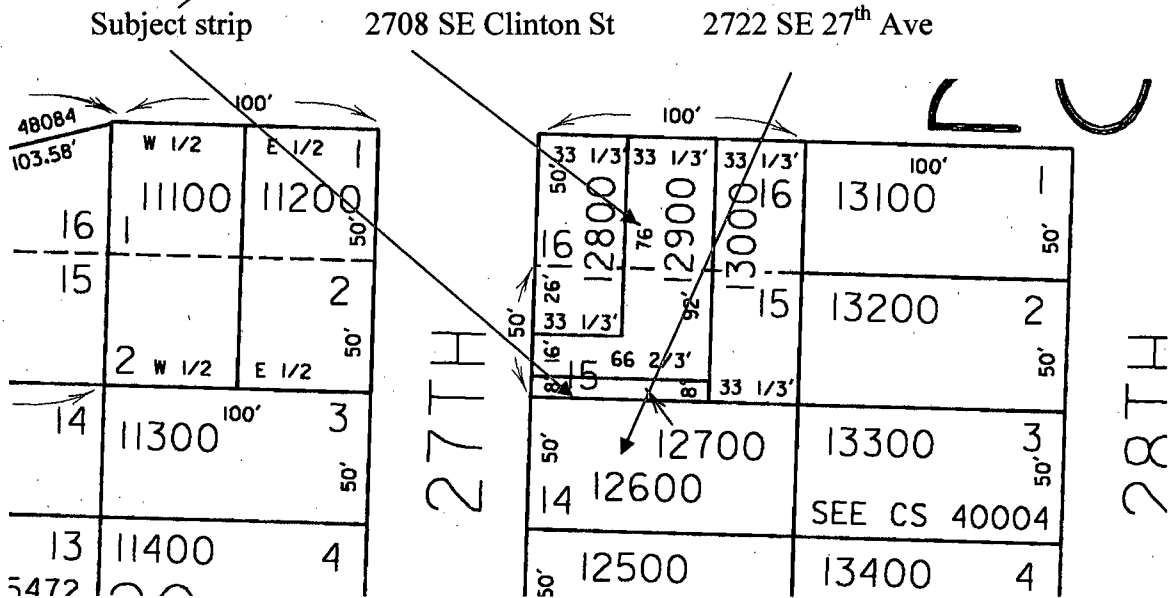 Subject strip 2708 SE Clinton St 2722 SE 27th Ave
48084
103.58'
100'
W 1/2 E 1/2 1
11100 11200
16 1
50'
15
2
50'
2 W 1/2 E 1/2
14
11300 100' 3
50'
13 11400 4
5472
27TH
100'
33 1/3' 33 1/3' 33 1/3'
50'
16 12800 76' 12900 13000 16
50' 26' 92' 15
33 1/3'
16' 15 66 2/3'
8' 8' 33 1/3'
50' 12700
14 12600
50' 12500
20
100'
13100 1
50'
13200 2
50'
13300 3
50'
SEE CS 40004
13400 4
28TH